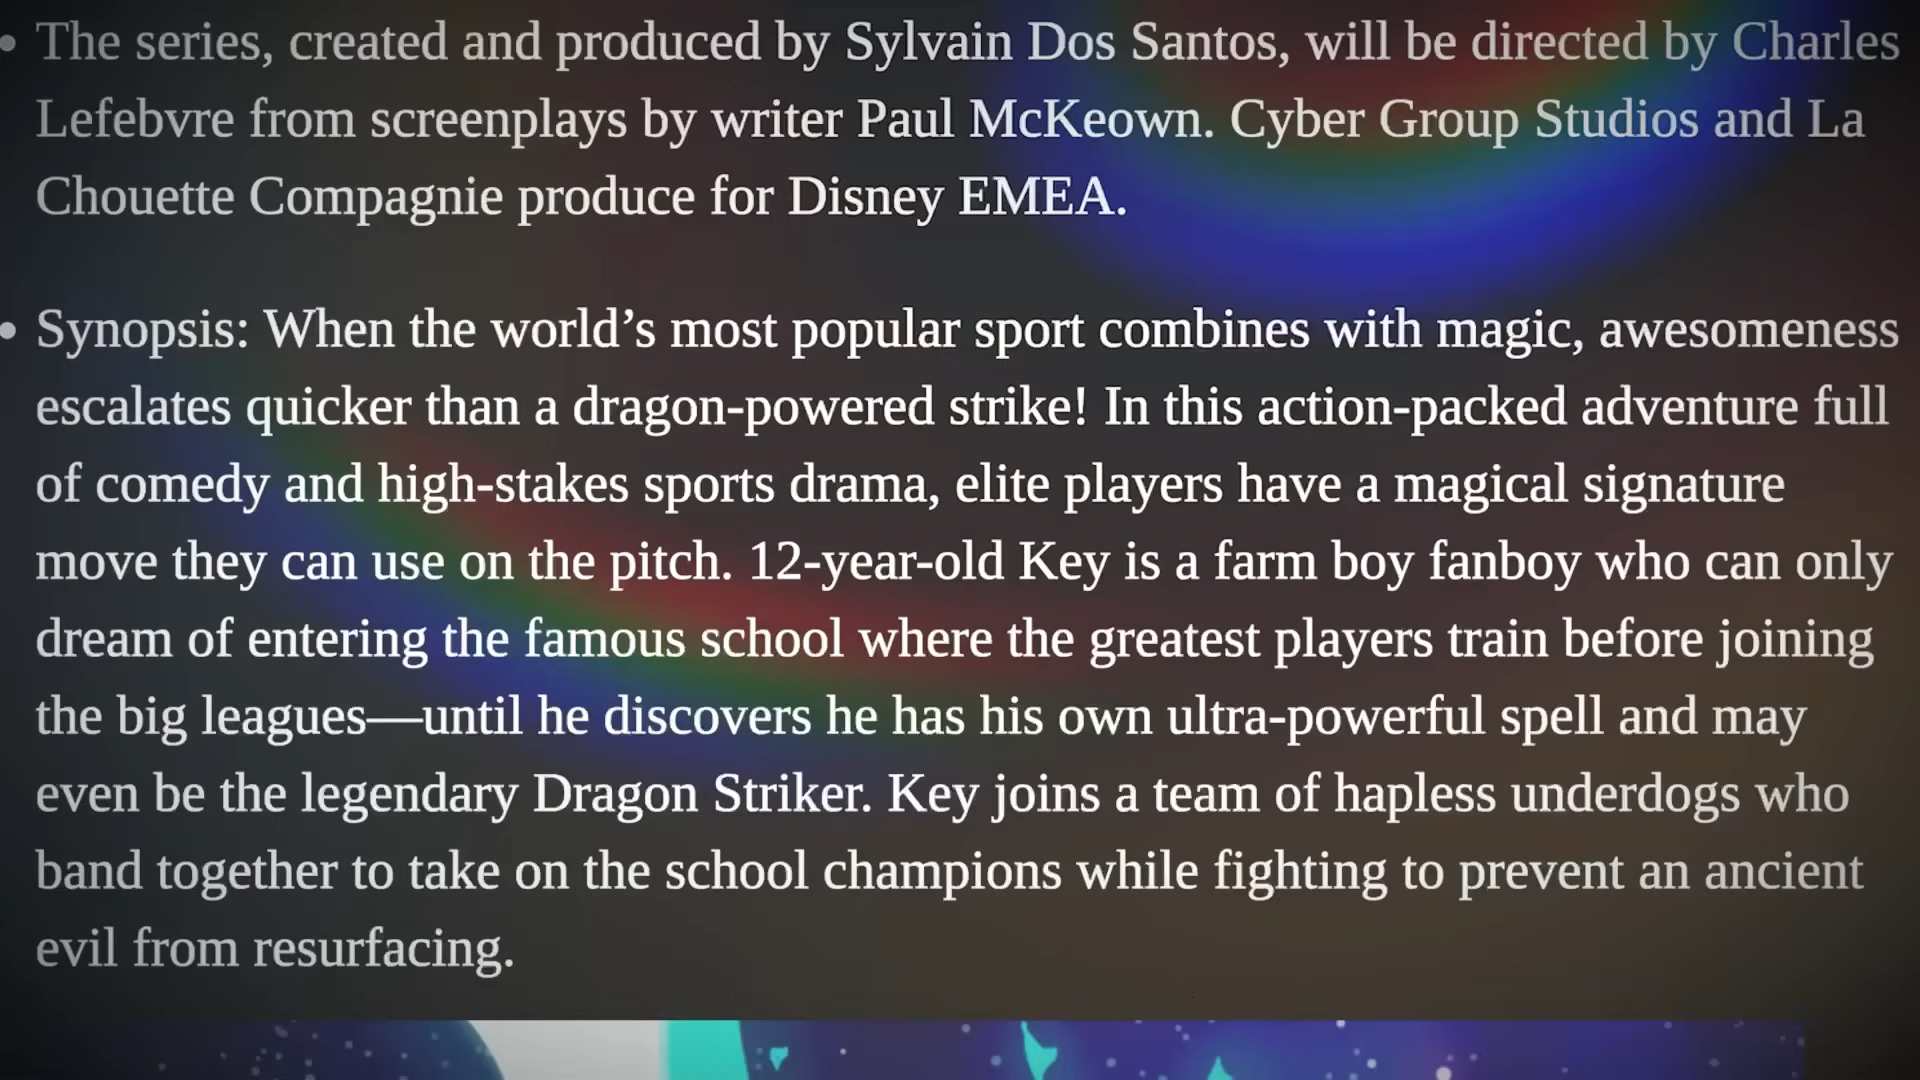 • The series, created and produced by Sylvain Dos Santos, will be directed by Charles
Lefebvre from screenplays by writer Paul McKeown. Cyber Group Studios and La
Chouette Compagnie produce for Disney EMEA.
• Synopsis: When the world’s most popular sport combines with magic, awesomeness
escalates quicker than a dragon-powered strike! In this action-packed adventure full
of comedy and high-stakes sports drama, elite players have a magical signature
move they can use on the pitch. 12-year-old Key is a farm boy fanboy who can only
dream of entering the famous school where the greatest players train before joining
the big leagues—until he discovers he has his own ultra-powerful spell and may
even be the legendary Dragon Striker. Key joins a team of hapless underdogs who
band together to take on the school champions while fighting to prevent an ancient
evil from resurfacing.